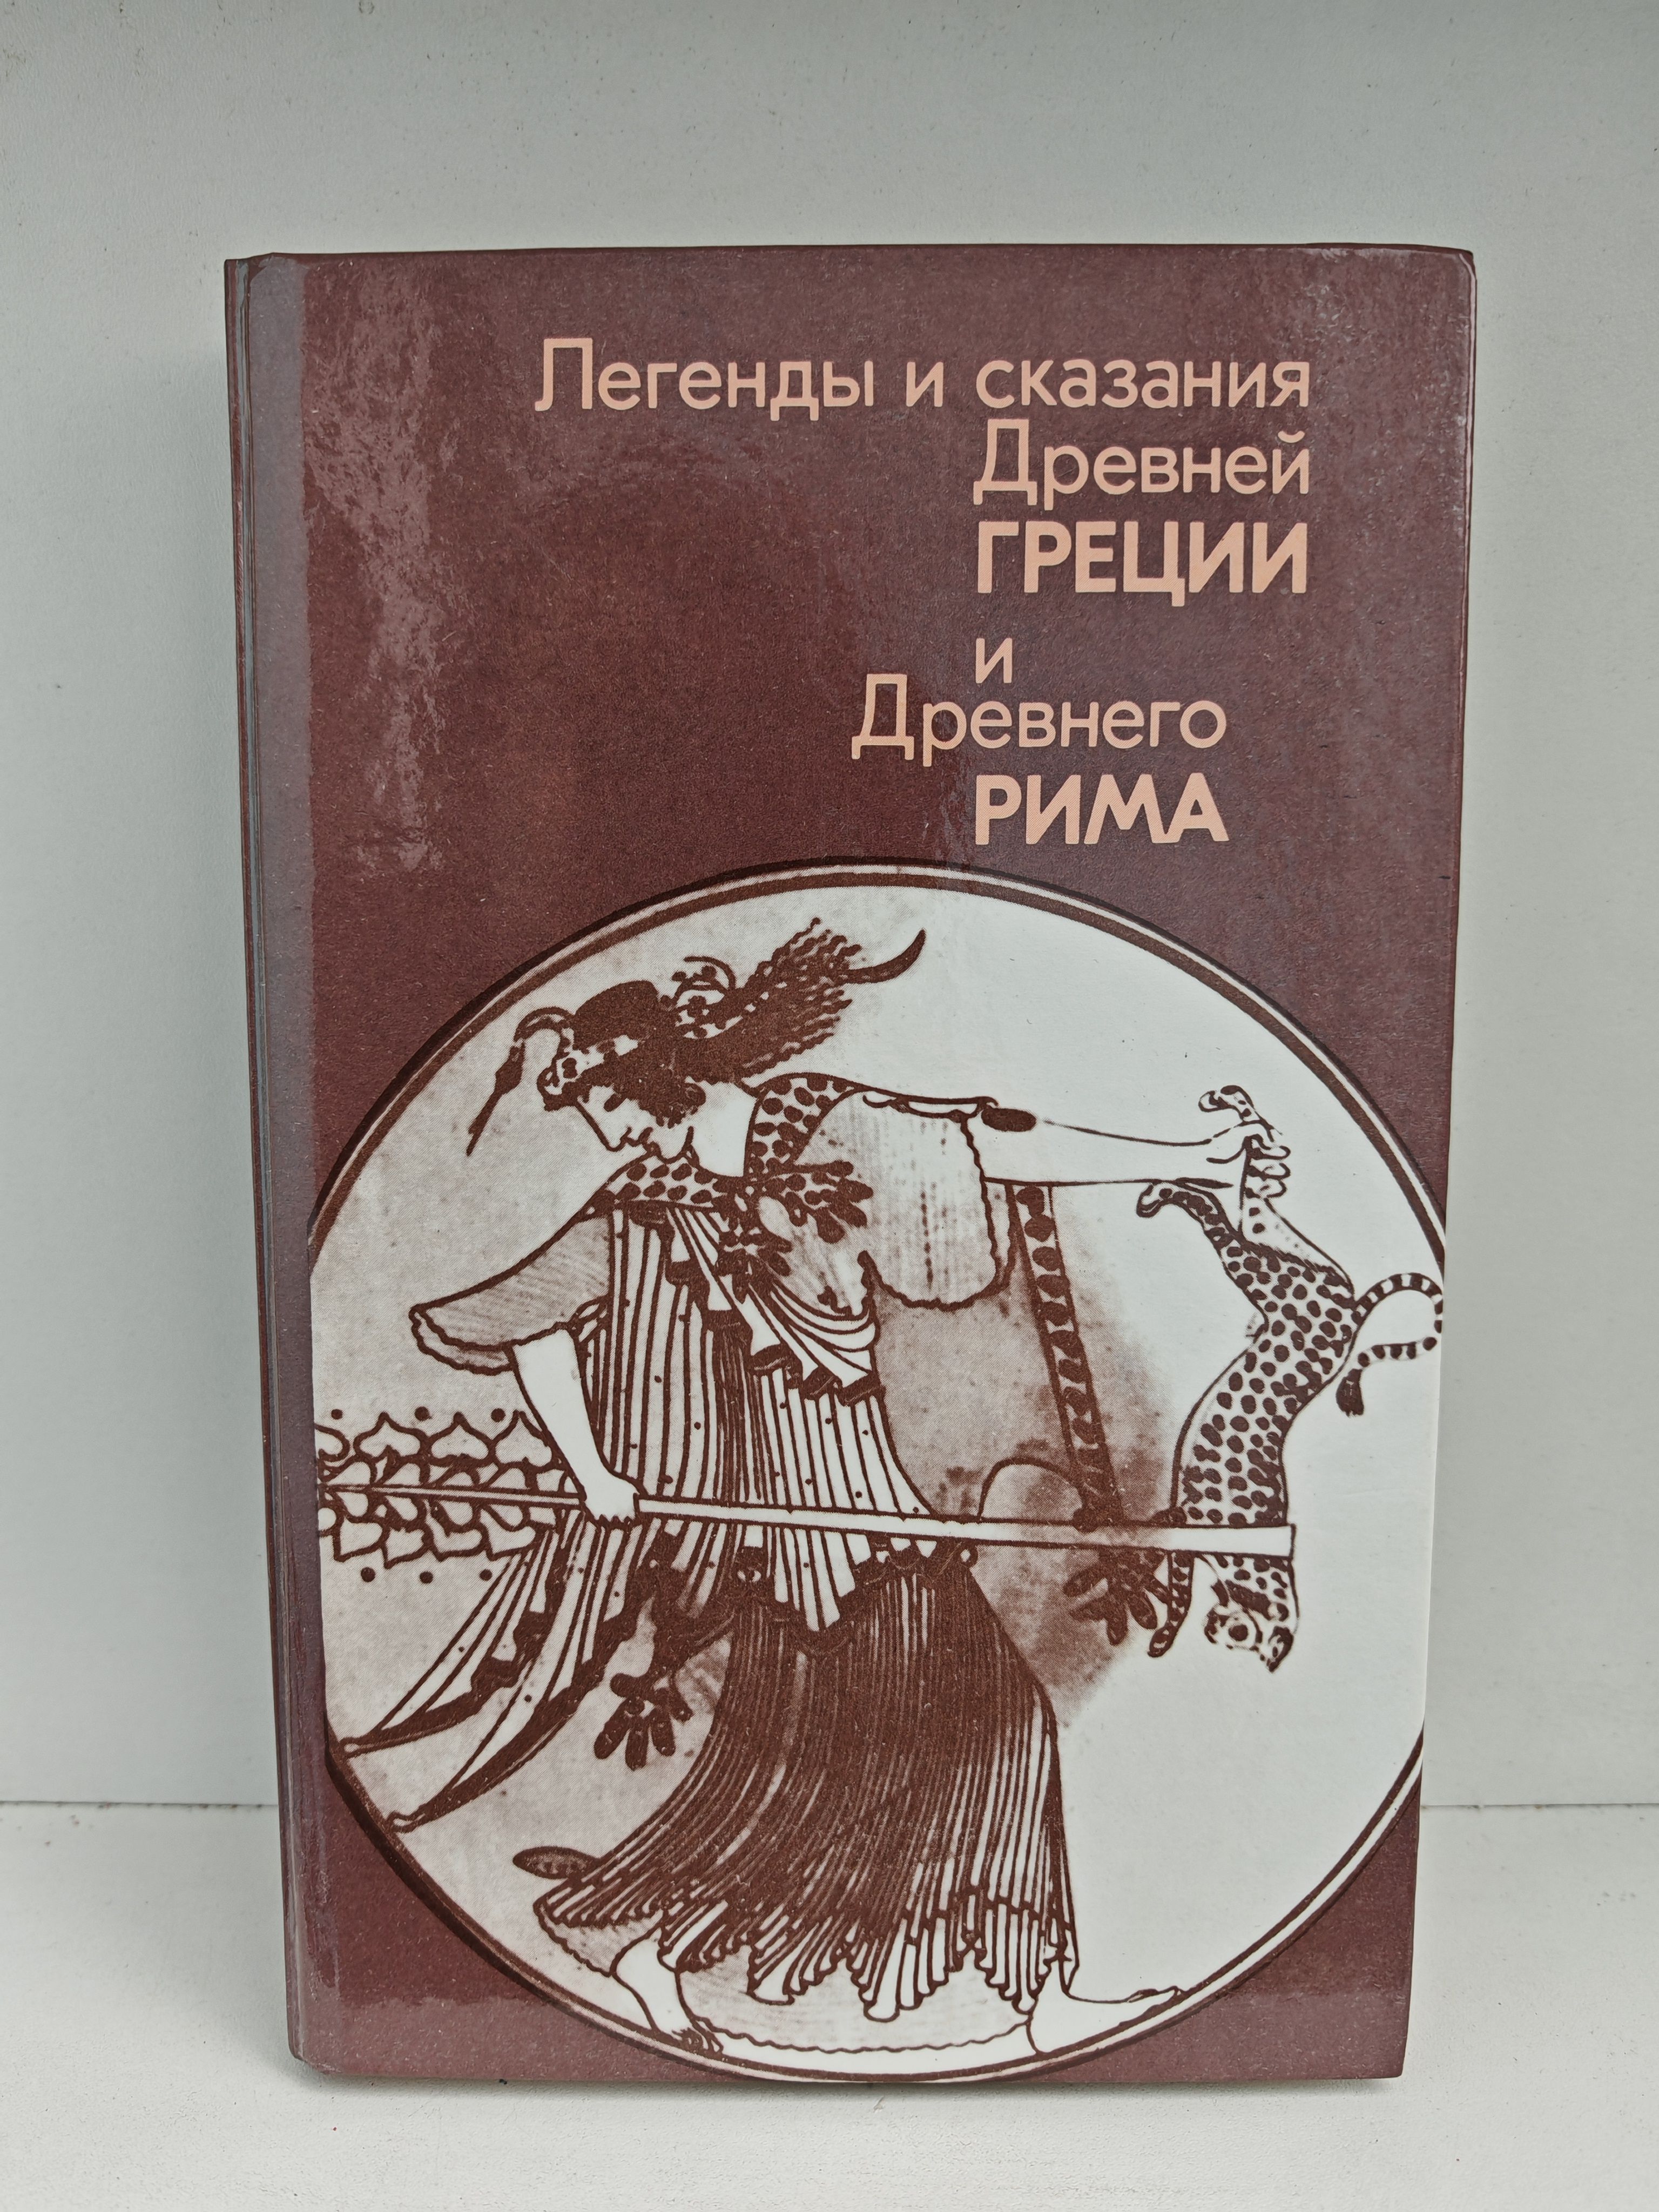 Легенды и сказания
Древней
ГРЕЦИИ
и
Древнего
РИМА